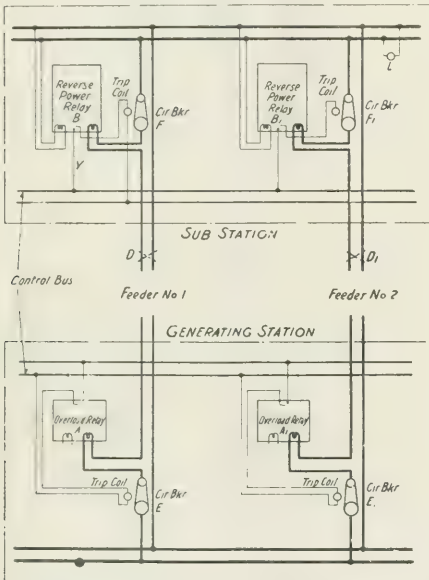 Reverse
Power
Relay
B
Trip
Coil
Cir Bkr
F
Y
Reverse
Power
Relay
B1
Trip
Coil
Cir Bkr
F1
L
SUB STATION
D
D1
Control Bus
Feeder No 1
Feeder No 2
GENERATING STATION
Overload Relay
A
Trip Coil
Cir Bkr
E
Overload Relay
A1
Trip Coil
Cir Bkr
E1